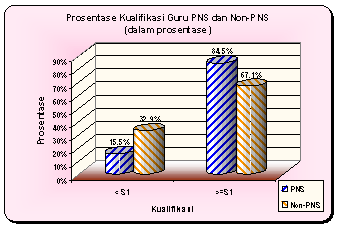 Prosentase Kualifikasi Guru PNS dan Non-PNS
(dalam prosentase)
84.5%
67.1%
32.9%
15.5%
90%
80%
70%
60%
50%
40%
30%
20%
10%
0%
Prosentase
< S1
>=S1
Kualifikasi
PNS
Non-PNS